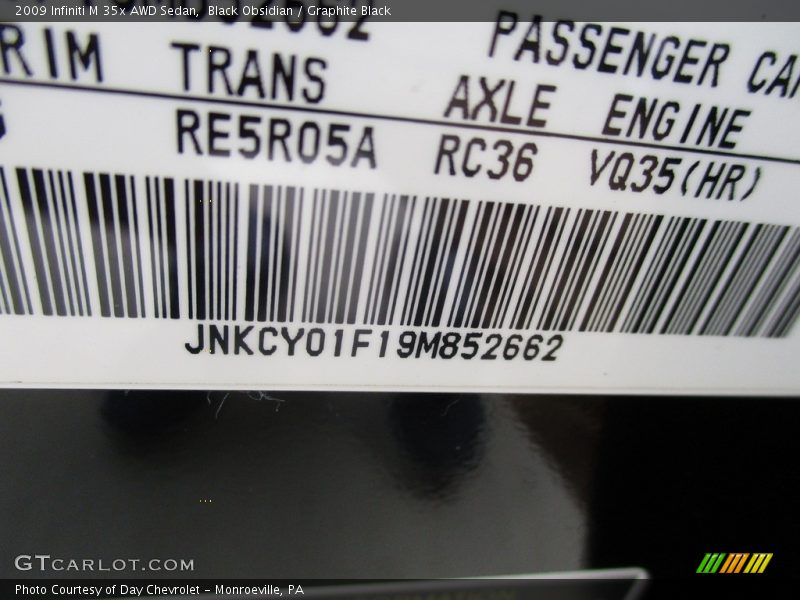 2009 Infiniti M 35x AWD Sedan, Black Obsidian / Graphite Black
RIM TRANS
PASSENGER CA
AXLE ENGINE
RE5R05A RC36 VQ35(HR)
JNKCY01F19M852662
GTCARLOT.COM
Photo Courtesy of Day Chevrolet - Monroeville, PA